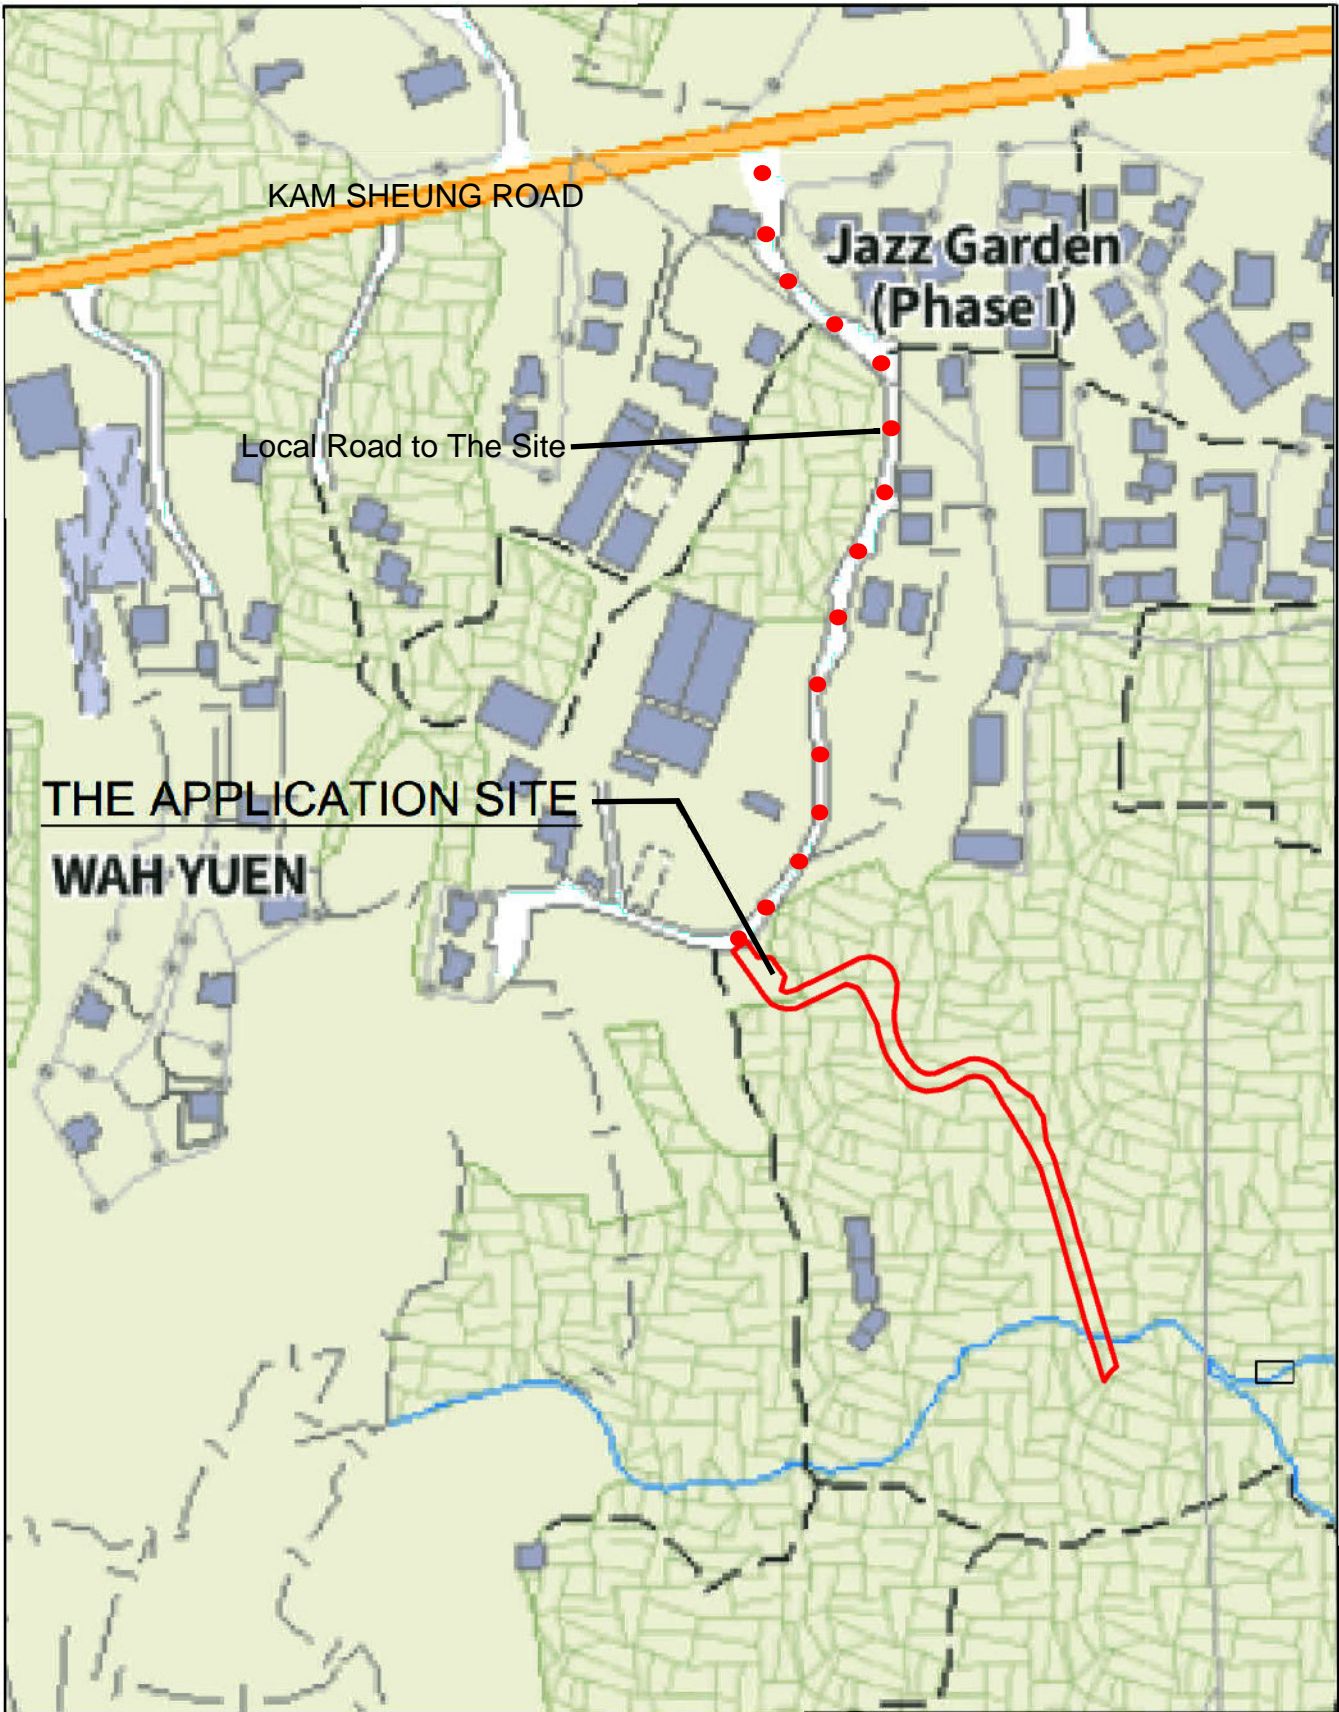 KAM SHEUNG ROAD
Jazz Garden
(Phase I)
Local Road to The Site
THE APPLICATION SITE
WAH YUEN